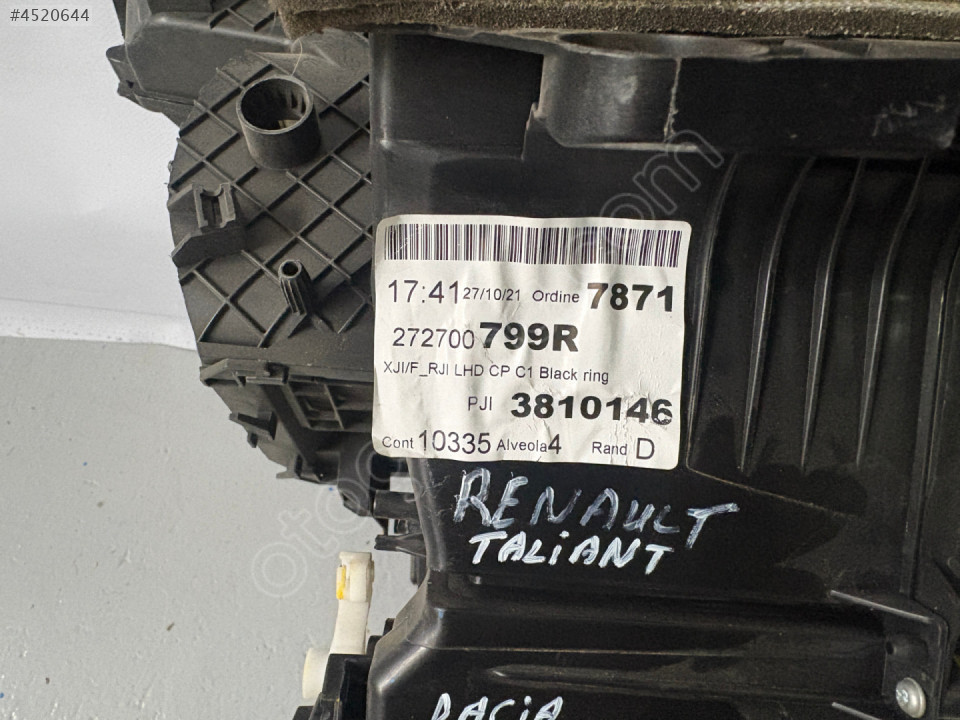 #4520644
17:41 27/10/21 Ordine 7871
272700 799R
XJI/F_RJI LHD CP C1 Black ring
PJI 3810146
Cont 10335 Alveola 4 Rand D
RENAULT
TALiANT
DACiA